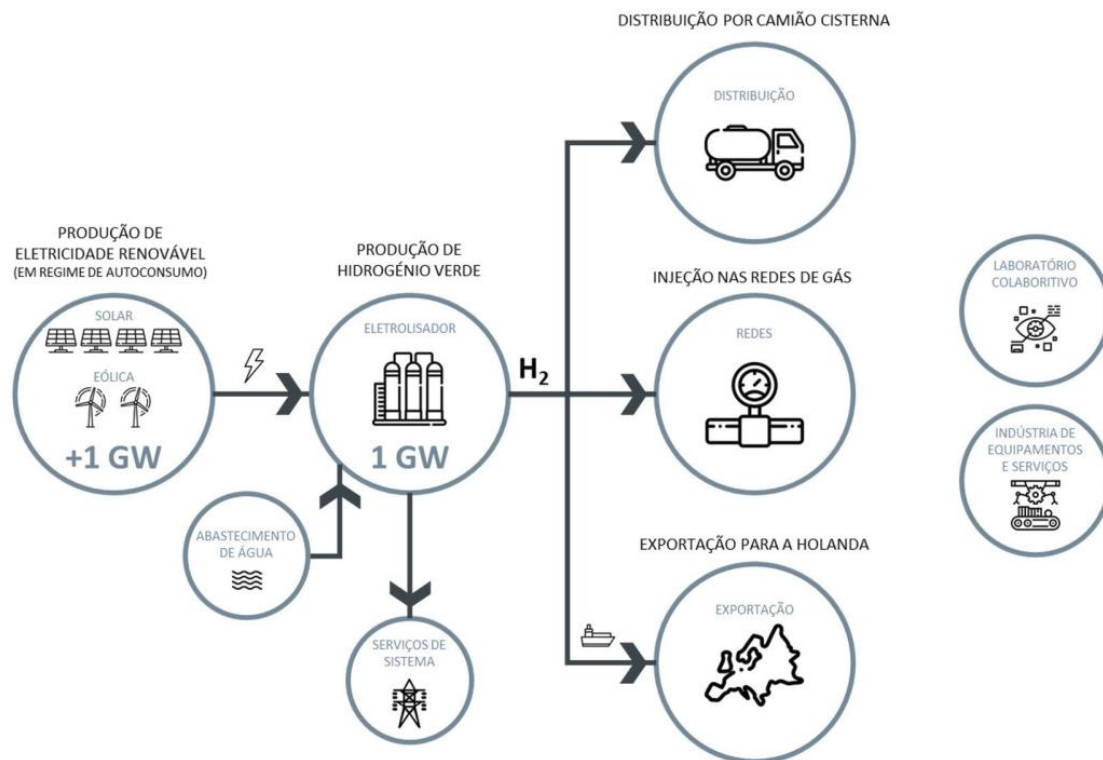 DISTRIBUIÇÃO POR CAMIÃO CISTERNA
DISTRIBUIÇÃO
PRODUÇÃO DE
ELETRICIDADE RENOVÁVEL
(EM REGIME DE AUTOCONSUMO)
SOLAR
EÓLICA
+1 GW
PRODUÇÃO DE
HIDROGÉNIO VERDE
ELETROLISADOR
1 GW
H₂
INJEÇÃO NAS REDES DE GÁS
REDES
LABORATÓRIO
COLABORITIVO
INDÚSTRIA DE
EQUIPAMENTOS
E SERVIÇOS
ABASTECIMENTO
DE ÁGUA
SERVIÇOS DE
SISTEMA
EXPORTAÇÃO PARA A HOLANDA
EXPORTAÇÃO